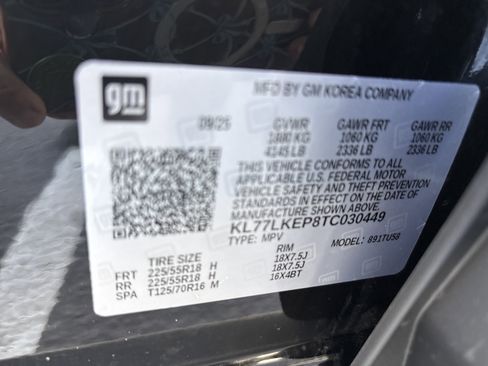 gm
MFD BY GM KOREA COMPANY
09/25 GVWR GAWR FRT GAWR RR
1880 KG 1060 KG 1060 KG
4145 LB 2336 LB 2336 LB
THIS VEHICLE CONFORMS TO ALL
APPLICABLE U.S. FEDERAL MOTOR
VEHICLE SAFETY AND THEFT PREVENTION
STANDARDS IN EFFECT ON THE DATE OF
MANUFACTURE SHOWN ABOVE.
KL77LKEP8TC030449
TYPE: MPV MODEL: 891TU58
TIRE SIZE RIM
FRT 225/55R18 H 18X7.5J
RR 225/55R18 H 18X7.5J
SPA T125/70R16 M 16X4BT